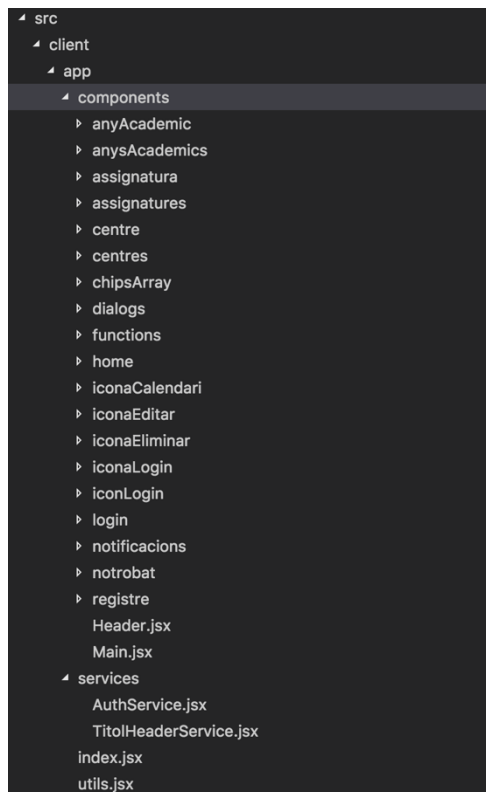 src
client
app
components
anyAcademic
anysAcademics
assignatura
assignatures
centre
centres
chipsArray
dialogs
functions
home
iconaCalendari
iconaEditar
iconaEliminar
iconaLogin
iconLogin
login
notificacions
notrobat
registre
Header.jsx
Main.jsx
services
AuthService.jsx
TitolHeaderService.jsx
index.jsx
utils.jsx